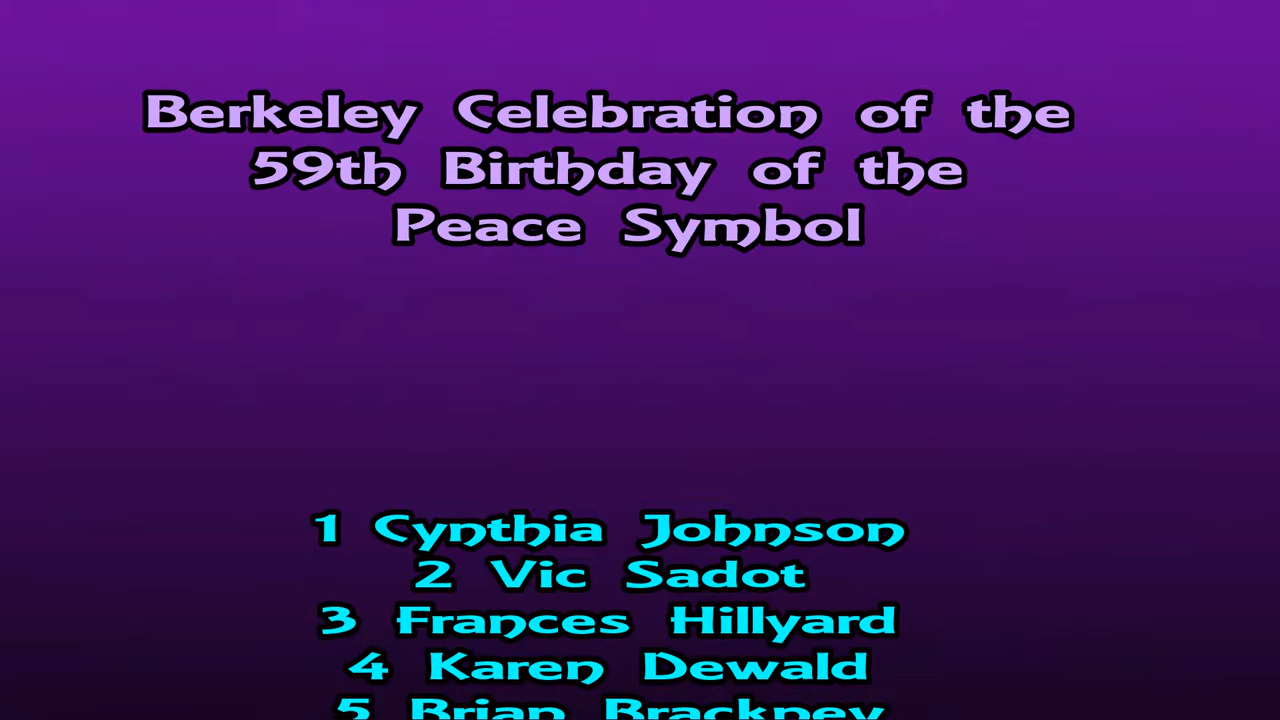 Berkeley Celebration of the
59th Birthday of the
Peace Symbol
1 Cynthia Johnson
2 Vic Sadot
3 Frances Hillyard
4 Karen Dewald
5 Brian Brackney